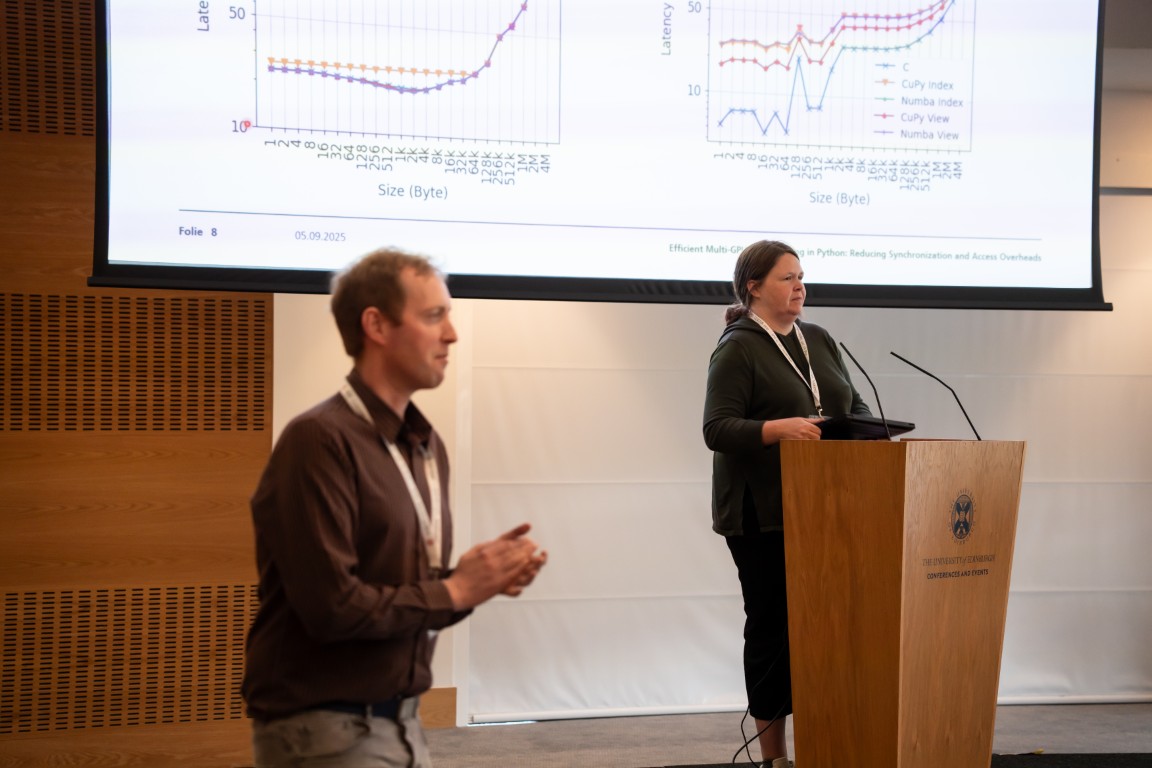 Late
50
10
1
2
4
8
16
32
64
128
256
512
1k
2k
4k
8k
16k
32k
64k
128k
256k
512k
1M
2M
4M
Size (Byte)
Latency
50
10
C
CuPy Index
Numba Index
CuPy View
Numba View
1
2
4
8
16
32
64
128
256
512
1k
2k
4k
8k
16k
32k
64k
128k
256k
512k
1M
2M
4M
Size (Byte)
Folie 8
05.09.2025
Efficient Multi-GP ng in Python: Reducing Synchronization and Access Overheads
THE UNIVERSITY of EDINBURGH
CONFERENCES AND EVENTS